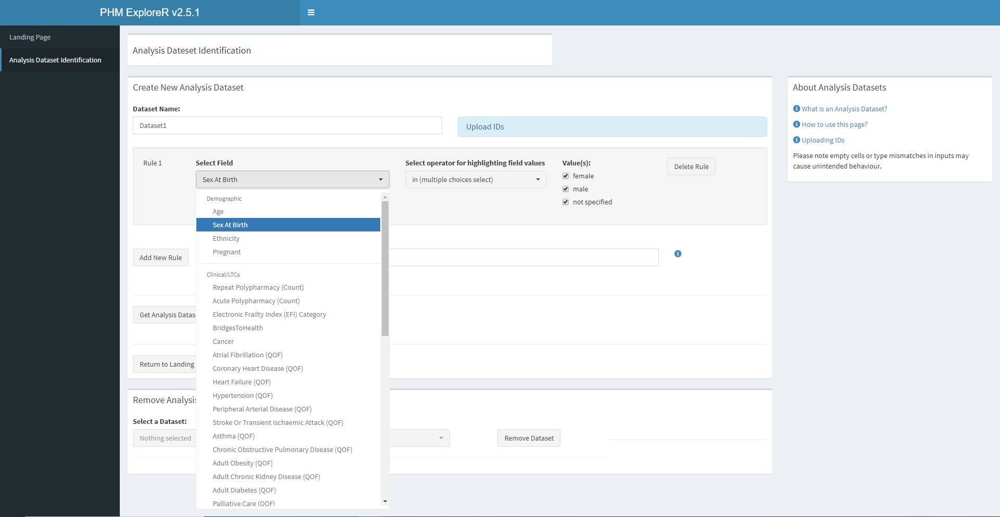 PHM ExploreR v2.5.1
Landing Page
Analysis Dataset Identification
Analysis Dateset Identification
Create New Analysis Dataset
Dataset Name:
Dataset1
Upload IDs
Rule 1
Select Field
Sex At Birth
Select operator for highlighting field values
in (multiple choices select)
Value(s):
female
male
not specified
Delete Rule
Demographic
Age
Sex At Birth
Ethnicity
Pregnant
Clinical/LTCs
Repeat Polypharmacy (Count)
Acute Polypharmacy (Count)
Electronic Frailty Index (EFI) Category
BridgesToHealth
Cancer
Atrial Fibrillation (QOF)
Coronary Heart Disease (QOF)
Heart Failure (QOF)
Hypertension (QOF)
Peripheral Arterial Disease (QOF)
Stroke Or Transient Ischaemic Attack (QOF)
Asthma (QOF)
Chronic Obstructive Pulmonary Disease (QOF)
Adult Obesity (QOF)
Adult Chronic Kidney Disease (QOF)
Adult Diabetes (QOF)
Palliative Care (QOF)
Add New Rule
Get Analysis Datas
Return to Landing
Remove Analysis
Select a Dataset:
Nothing selected
Remove Dataset
About Analysis Datasets
What is an Analysis Dataset?
How to use this page?
Uploading IDs
Please note empty cells or type mismatches in inputs may
cause unintended behaviour.